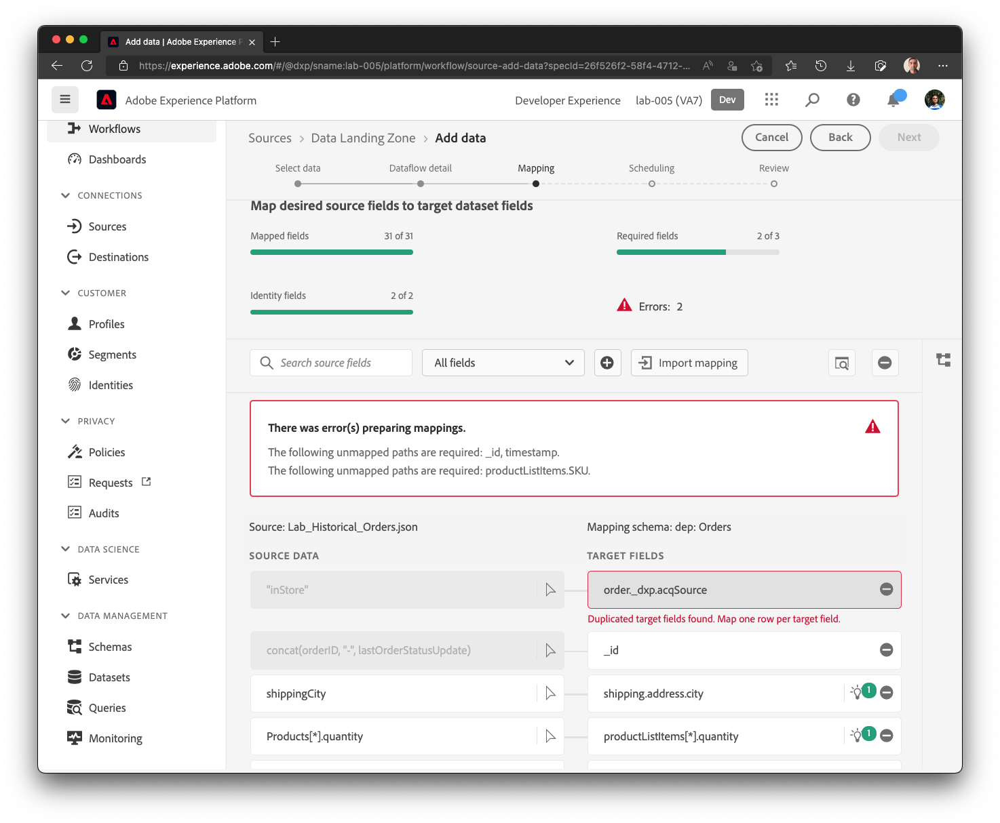 Add data | Adobe Experience P
https://experience.adobe.com/#/@dxp/sname:lab-005/platform/workflow/source-add-data?specId=26f526f2-58f4-4712-...
Adobe Experience Platform
Developer Experience
lab-005 (VA7)
Dev
Workflows
Dashboards
CONNECTIONS
Sources
Destinations
CUSTOMER
Profiles
Segments
Identities
PRIVACY
Policies
Requests
Audits
DATA SCIENCE
Services
DATA MANAGEMENT
Schemas
Datasets
Queries
Monitoring
Sources > Data Landing Zone > Add data
Cancel
Back
Next
Select data
Dataflow detail
Mapping
Scheduling
Review
Map desired source fields to target dataset fields
Mapped fields 31 of 31
Required fields 2 of 3
Identity fields 2 of 2
Errors: 2
Search source fields
All fields
Import mapping
There was error(s) preparing mappings.
The following unmapped paths are required: _id, timestamp.
The following unmapped paths are required: productListItems.SKU.
Source: Lab_Historical_Orders.json
Mapping schema: dep: Orders
SOURCE DATA
TARGET FIELDS
"inStore"
order._dxp.acqSource
Duplicated target fields found. Map one row per target field.
concat(orderID, "-", lastOrderStatusUpdate)
_id
shippingCity
shipping.address.city
1
Products[*].quantity
productListItems[*].quantity
1